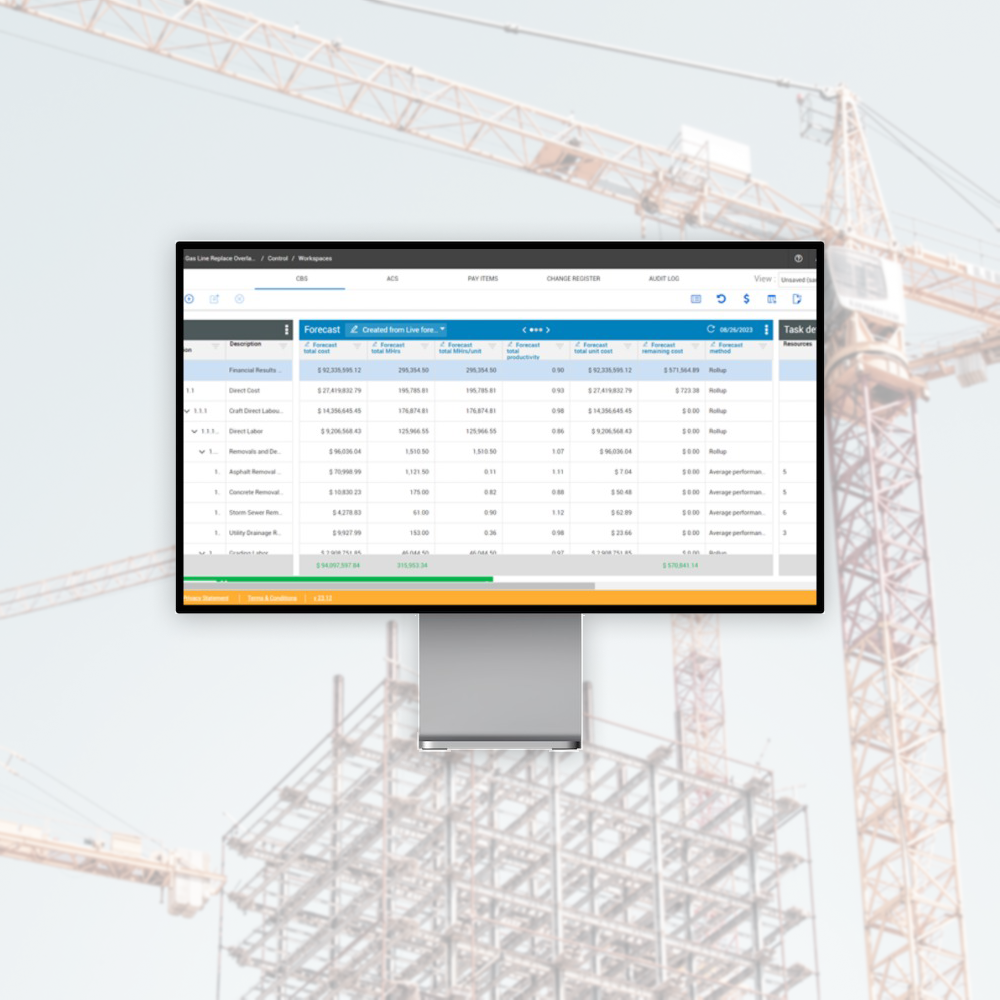 Gas Line Replace Overla... / Control / Workspaces
CBS ACS PAY ITEMS CHANGE REGISTER AUDIT LOG View : Unsaved
Forecast Created from Live fore... 08/26/2023 Task de
Description Forecast total cost Forecast total MHrs Forecast total MHrs/unit Forecast total productivity Forecast total unit cost Forecast remaining cost Forecast method Resources
Financial Results ... $ 92,335,595.12 295,354.50 295,354.50 0.90 $ 92,335,595.12 $ 571,564.89 Rollup
1.1 Direct Cost $ 27,419,832.79 195,785.81 195,785.81 0.93 $ 27,419,832.79 $ 723.38 Rollup
1.1.1 Craft Direct Labou... $ 14,356,645.45 176,874.81 176,874.81 0.98 $ 14,356,645.45 $ 0.00 Rollup
1.1.1... Direct Labor $ 9,206,568.43 125,966.55 125,966.55 0.86 $ 9,206,568.43 $ 0.00 Rollup
1... Removals and De... $ 96,036.04 1,510.50 1,510.50 1.07 $ 96,036.04 $ 0.00 Rollup
1. Asphalt Removal ... $ 70,998.99 1,121.50 0.11 1.11 $ 7.04 $ 0.00 Average performan... 5
1. Concrete Removal... $ 10,830.23 175.00 0.82 0.88 $ 50.48 $ 0.00 Average performan... 5
1. Storm Sewer Rem... $ 4,278.83 61.00 0.90 1.12 $ 62.89 $ 0.00 Average performan... 6
1. Utility Drainage R... $ 9,927.99 153.00 0.36 0.98 $ 23.66 $ 0.00 Average performan... 3
1. Grading Labor $ 2,908,751.85 46,044.50 46,044.50 0.97 $ 2,908,751.85 $ 0.00 Rollup
$ 94,957,597.84 315,953.34 $ 570,841.14
Privacy Statement | Terms & Conditions |